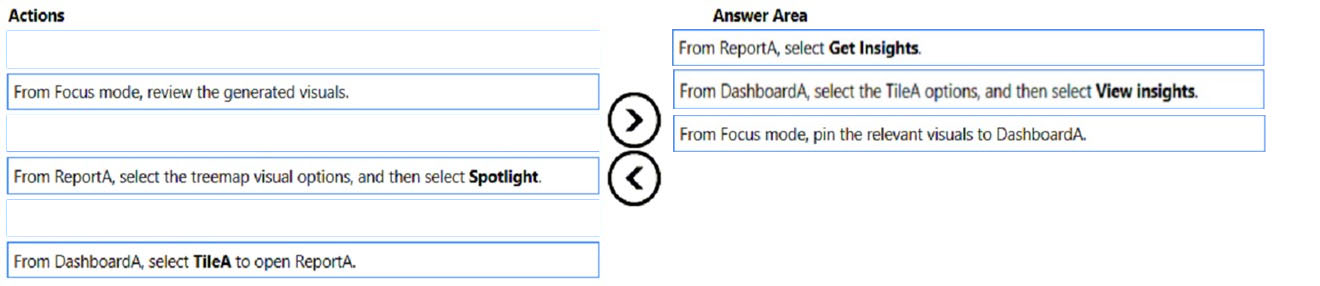 Actions
From Focus mode, review the generated visuals.
From ReportA, select the treemap visual options, and then select Spotlight.
From DashboardA, select TileA to open ReportA.
Answer Area
From ReportA, select Get Insights.
From DashboardA, select the TileA options, and then select View insights.
From Focus mode, pin the relevant visuals to DashboardA.